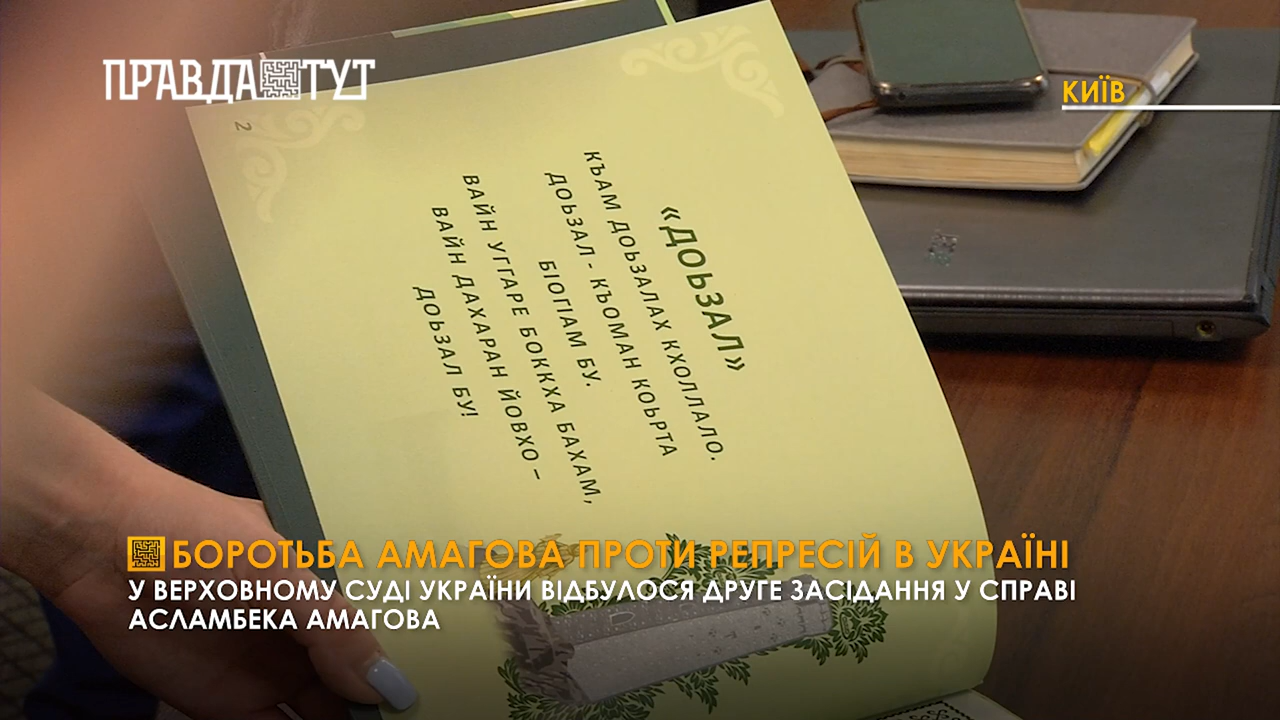 ПРАВДА ТУТ
КИЇВ
2
«ДОЬЗАЛ»
КЪАМ ДОЬЗАЛАХ КХОЛЛАЛО.
ДОЬЗАЛ - КЪОМАН КОЬРТА
БІОГІАМ БУ.
ВАЙН УГГАРЕ БОККХА БАХАМ,
ВАЙН ДАХАРАН ЙОВХО –
ДОЬЗАЛ БУ!
БОРОТЬБА АМАГОВА ПРОТИ РЕПРЕСІЙ В УКРАЇНІ
У ВЕРХОВНОМУ СУДІ УКРАЇНИ ВІДБУЛОСЯ ДРУГЕ ЗАСІДАННЯ У СПРАВІ
АСЛАМБЕКА АМАГОВА